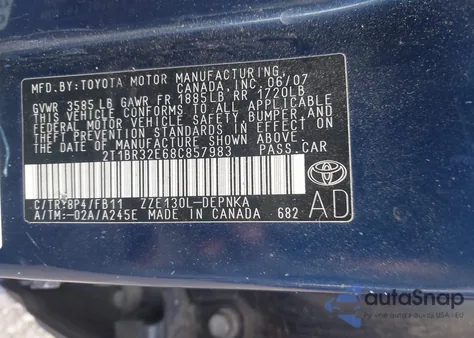 MFD. BY: TOYOTA MOTOR MANUFACTURING,
CANADA, INC. 06/07
GVWR 3585 LB GAWR FR 1885LB RR 1720LB
THIS VEHICLE CONFORMS TO ALL APPLICABLE
FEDERAL MOTOR VEHICLE SAFETY, BUMPER, AND
THEFT PREVENTION STANDARDS IN EFFECT ON THE
DATE OF MANUFACTURE SHOWN ABOVE.
2T1BR32E68C857983 PASS.CAR
C/TR:8P4/FB11 ZZE130L-DEPNKA
A/TM:-02A/A245E MADE IN CANADA 682
TOYOTA
AD
autoSnap